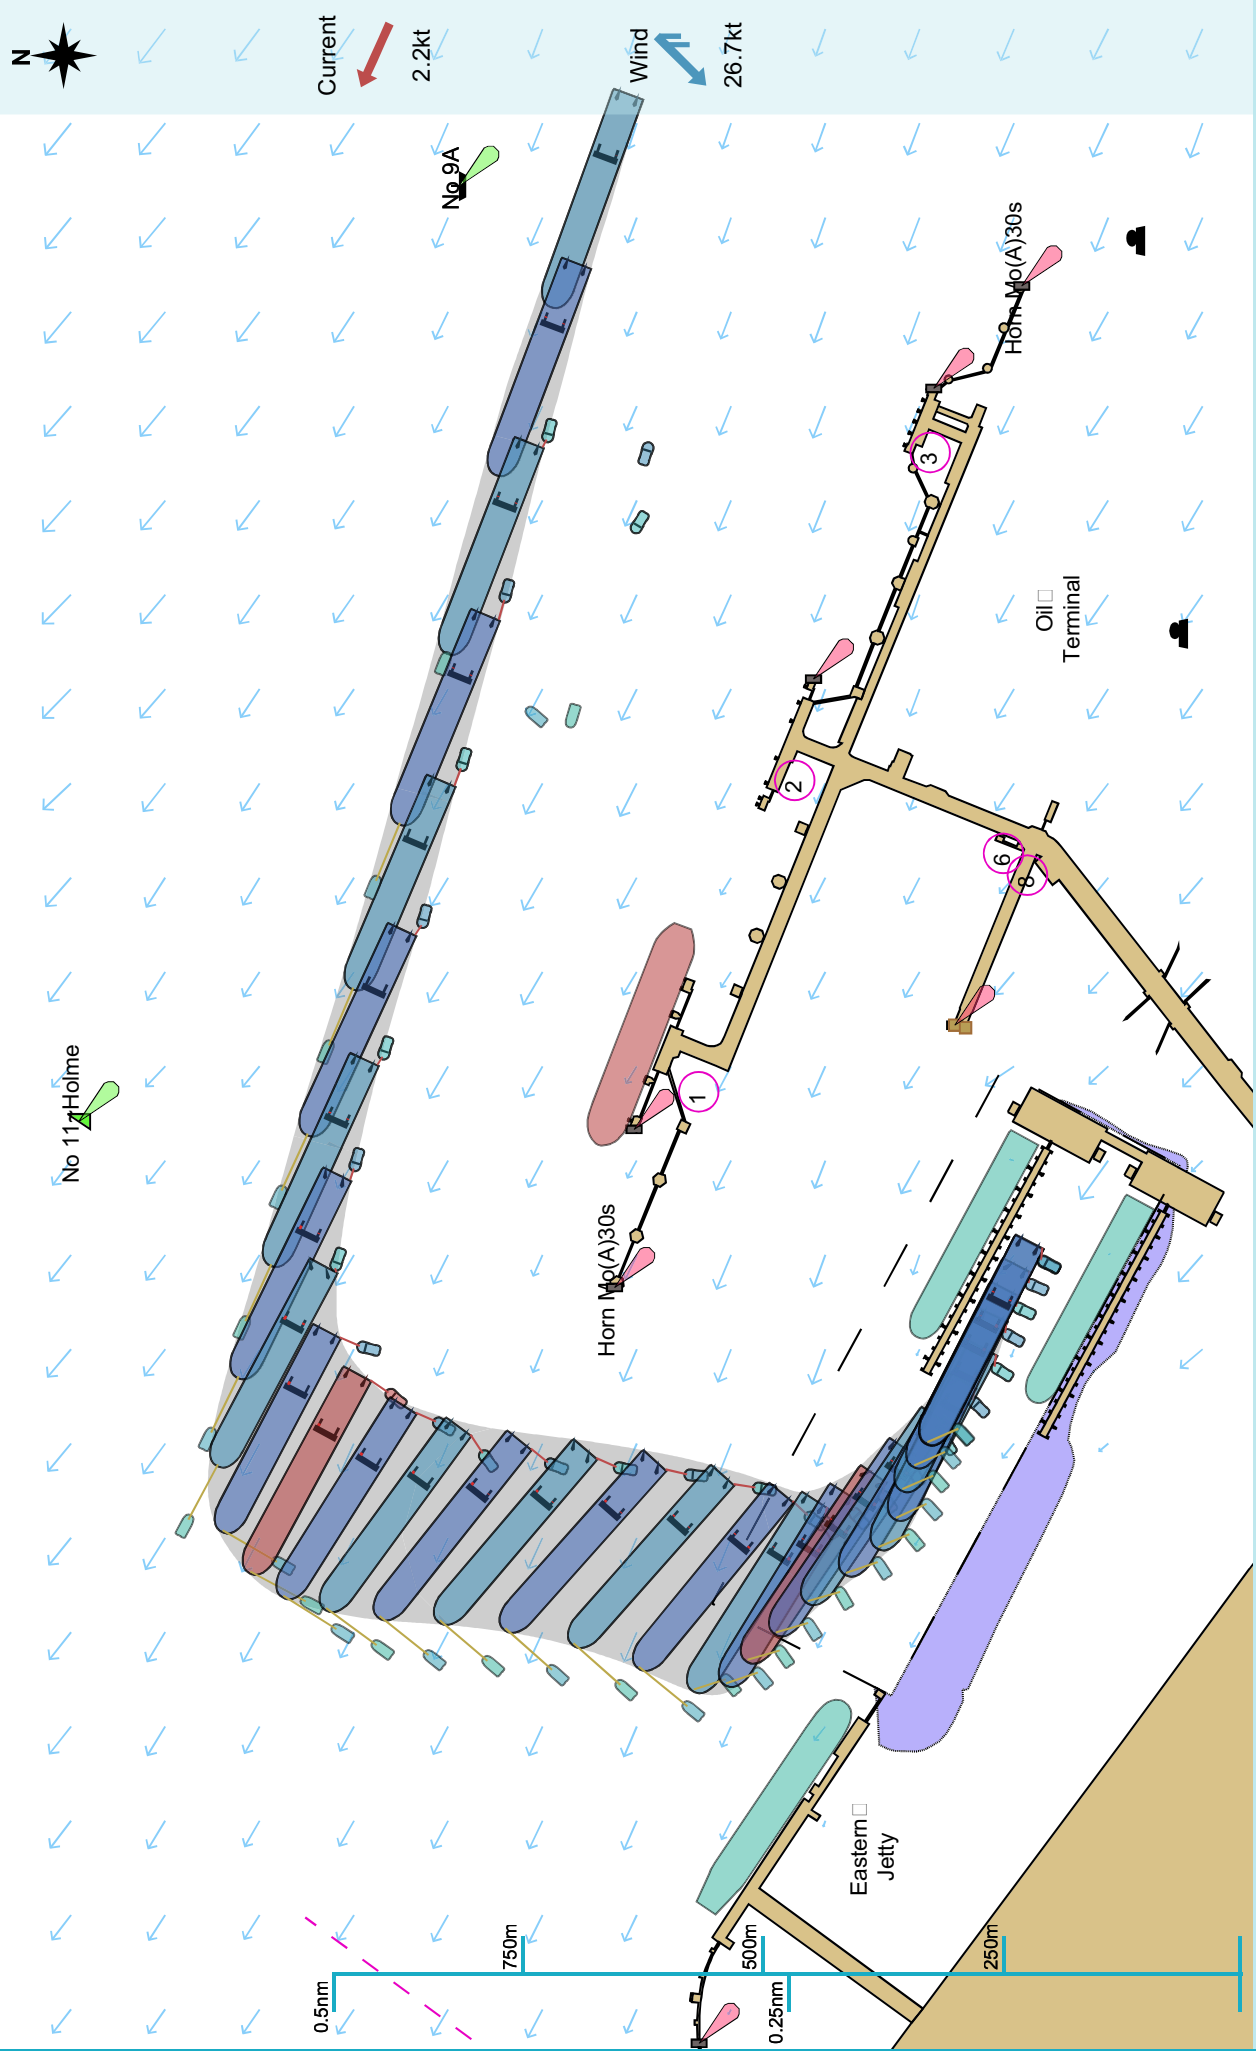 N
Current
2.2kt
Wind
26.7kt
No 9A
Horn Mo(A)30s
3
Oil
Terminal
2
6
8
1
No 11 Holme
Horn Mo(A)30s
Eastern
Jetty
750m
500m
250m
0.5nm
0.25nm